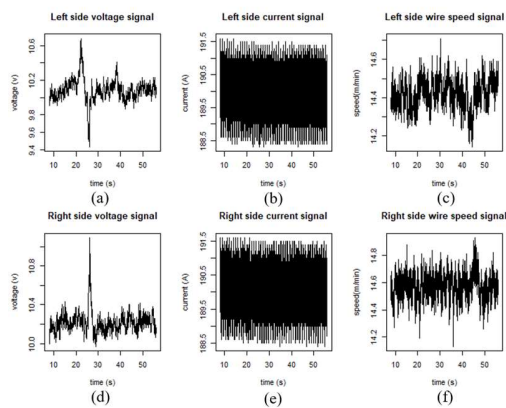 Left side voltage signal
voltage (v)
9.4 9.6 9.8 10.2 10.6
10 20 30 40 50
time (s)
(a)
Left side current signal
current (A)
188.5 189.5 190.5 191.5
10 20 30 40 50
time (s)
(b)
Left side wire speed signal
speed(m/min)
14.2 14.4 14.6
10 20 30 40 50
time (s)
(c)
Right side voltage signal
voltage (v)
10.0 10.4 10.8
10 20 30 40 50
time (s)
(d)
Right side current signal
current (A)
188.5 189.5 190.5 191.5
10 20 30 40 50
time (s)
(e)
Right side wire speed signal
speed(m/min)
14.2 14.4 14.6 14.8
10 20 30 40 50
time (s)
(f)